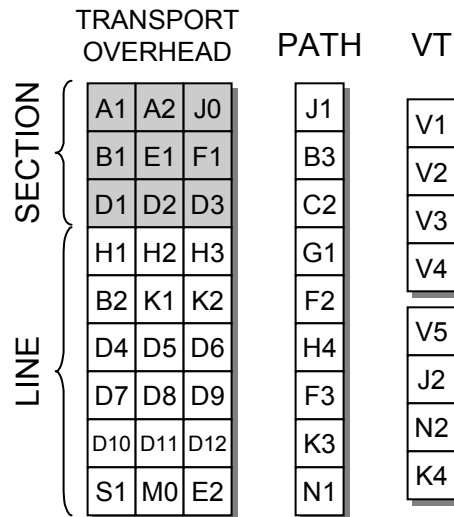 TRANSPORT
OVERHEAD
PATH
VT
SECTION
A1 A2 J0
B1 E1 F1
D1 D2 D3
LINE
H1 H2 H3
B2 K1 K2
D4 D5 D6
D7 D8 D9
D10 D11 D12
S1 M0 E2
J1
B3
C2
G1
F2
H4
F3
K3
N1
V1
V2
V3
V4
V5
J2
N2
K4